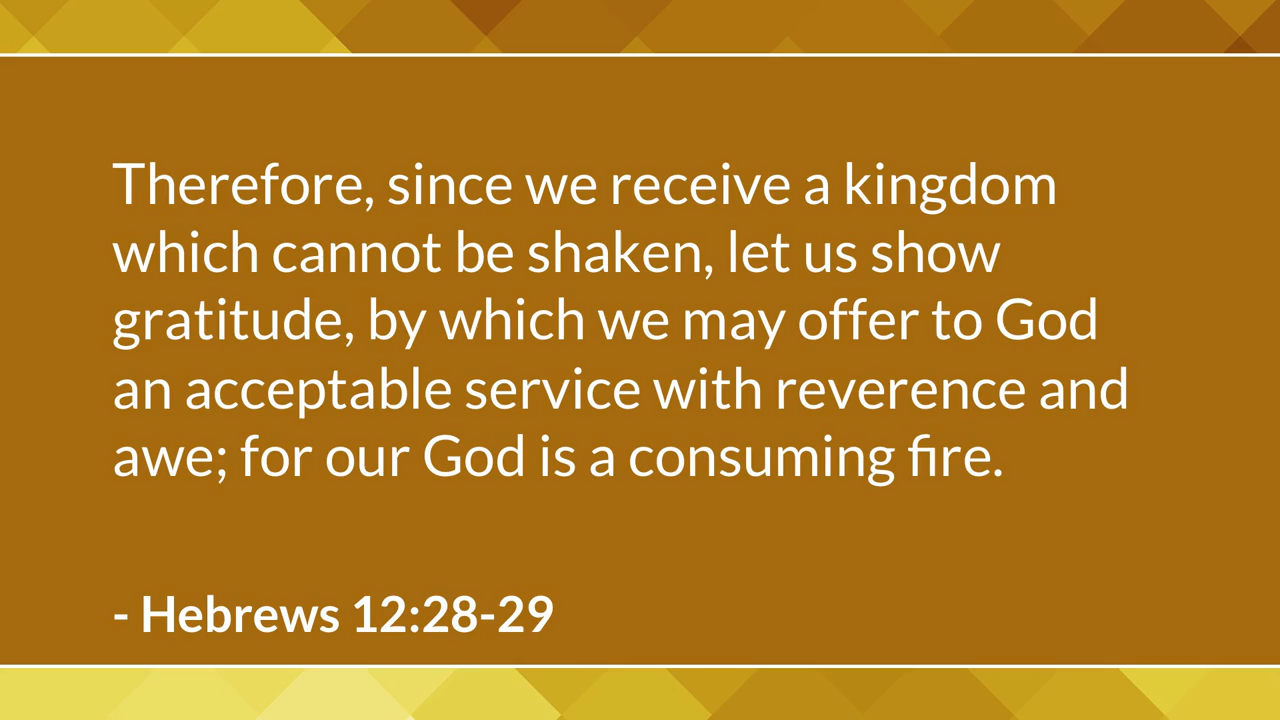 Therefore, since we receive a kingdom
which cannot be shaken, let us show
gratitude, by which we may offer to God
an acceptable service with reverence and
awe; for our God is a consuming fire.
- Hebrews 12:28-29